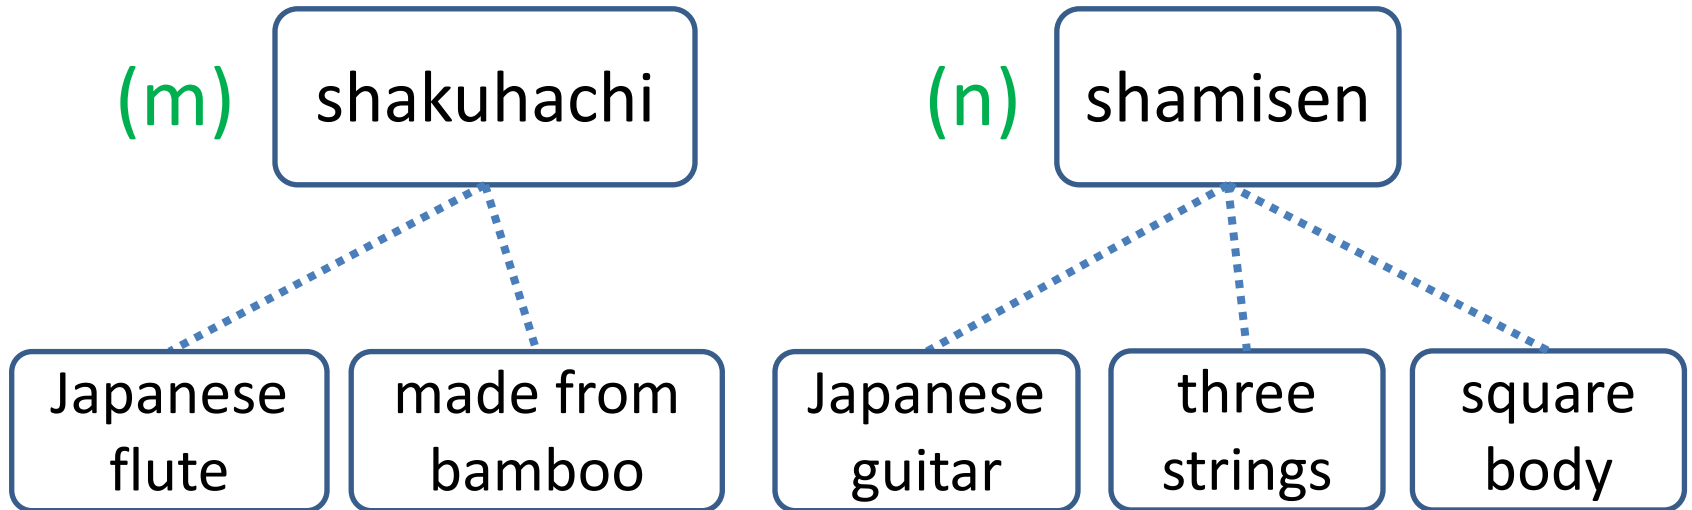 (m)
shakuhachi
(n)
shamisen
Japanese
flute
made from
bamboo
Japanese
guitar
three
strings
square
body